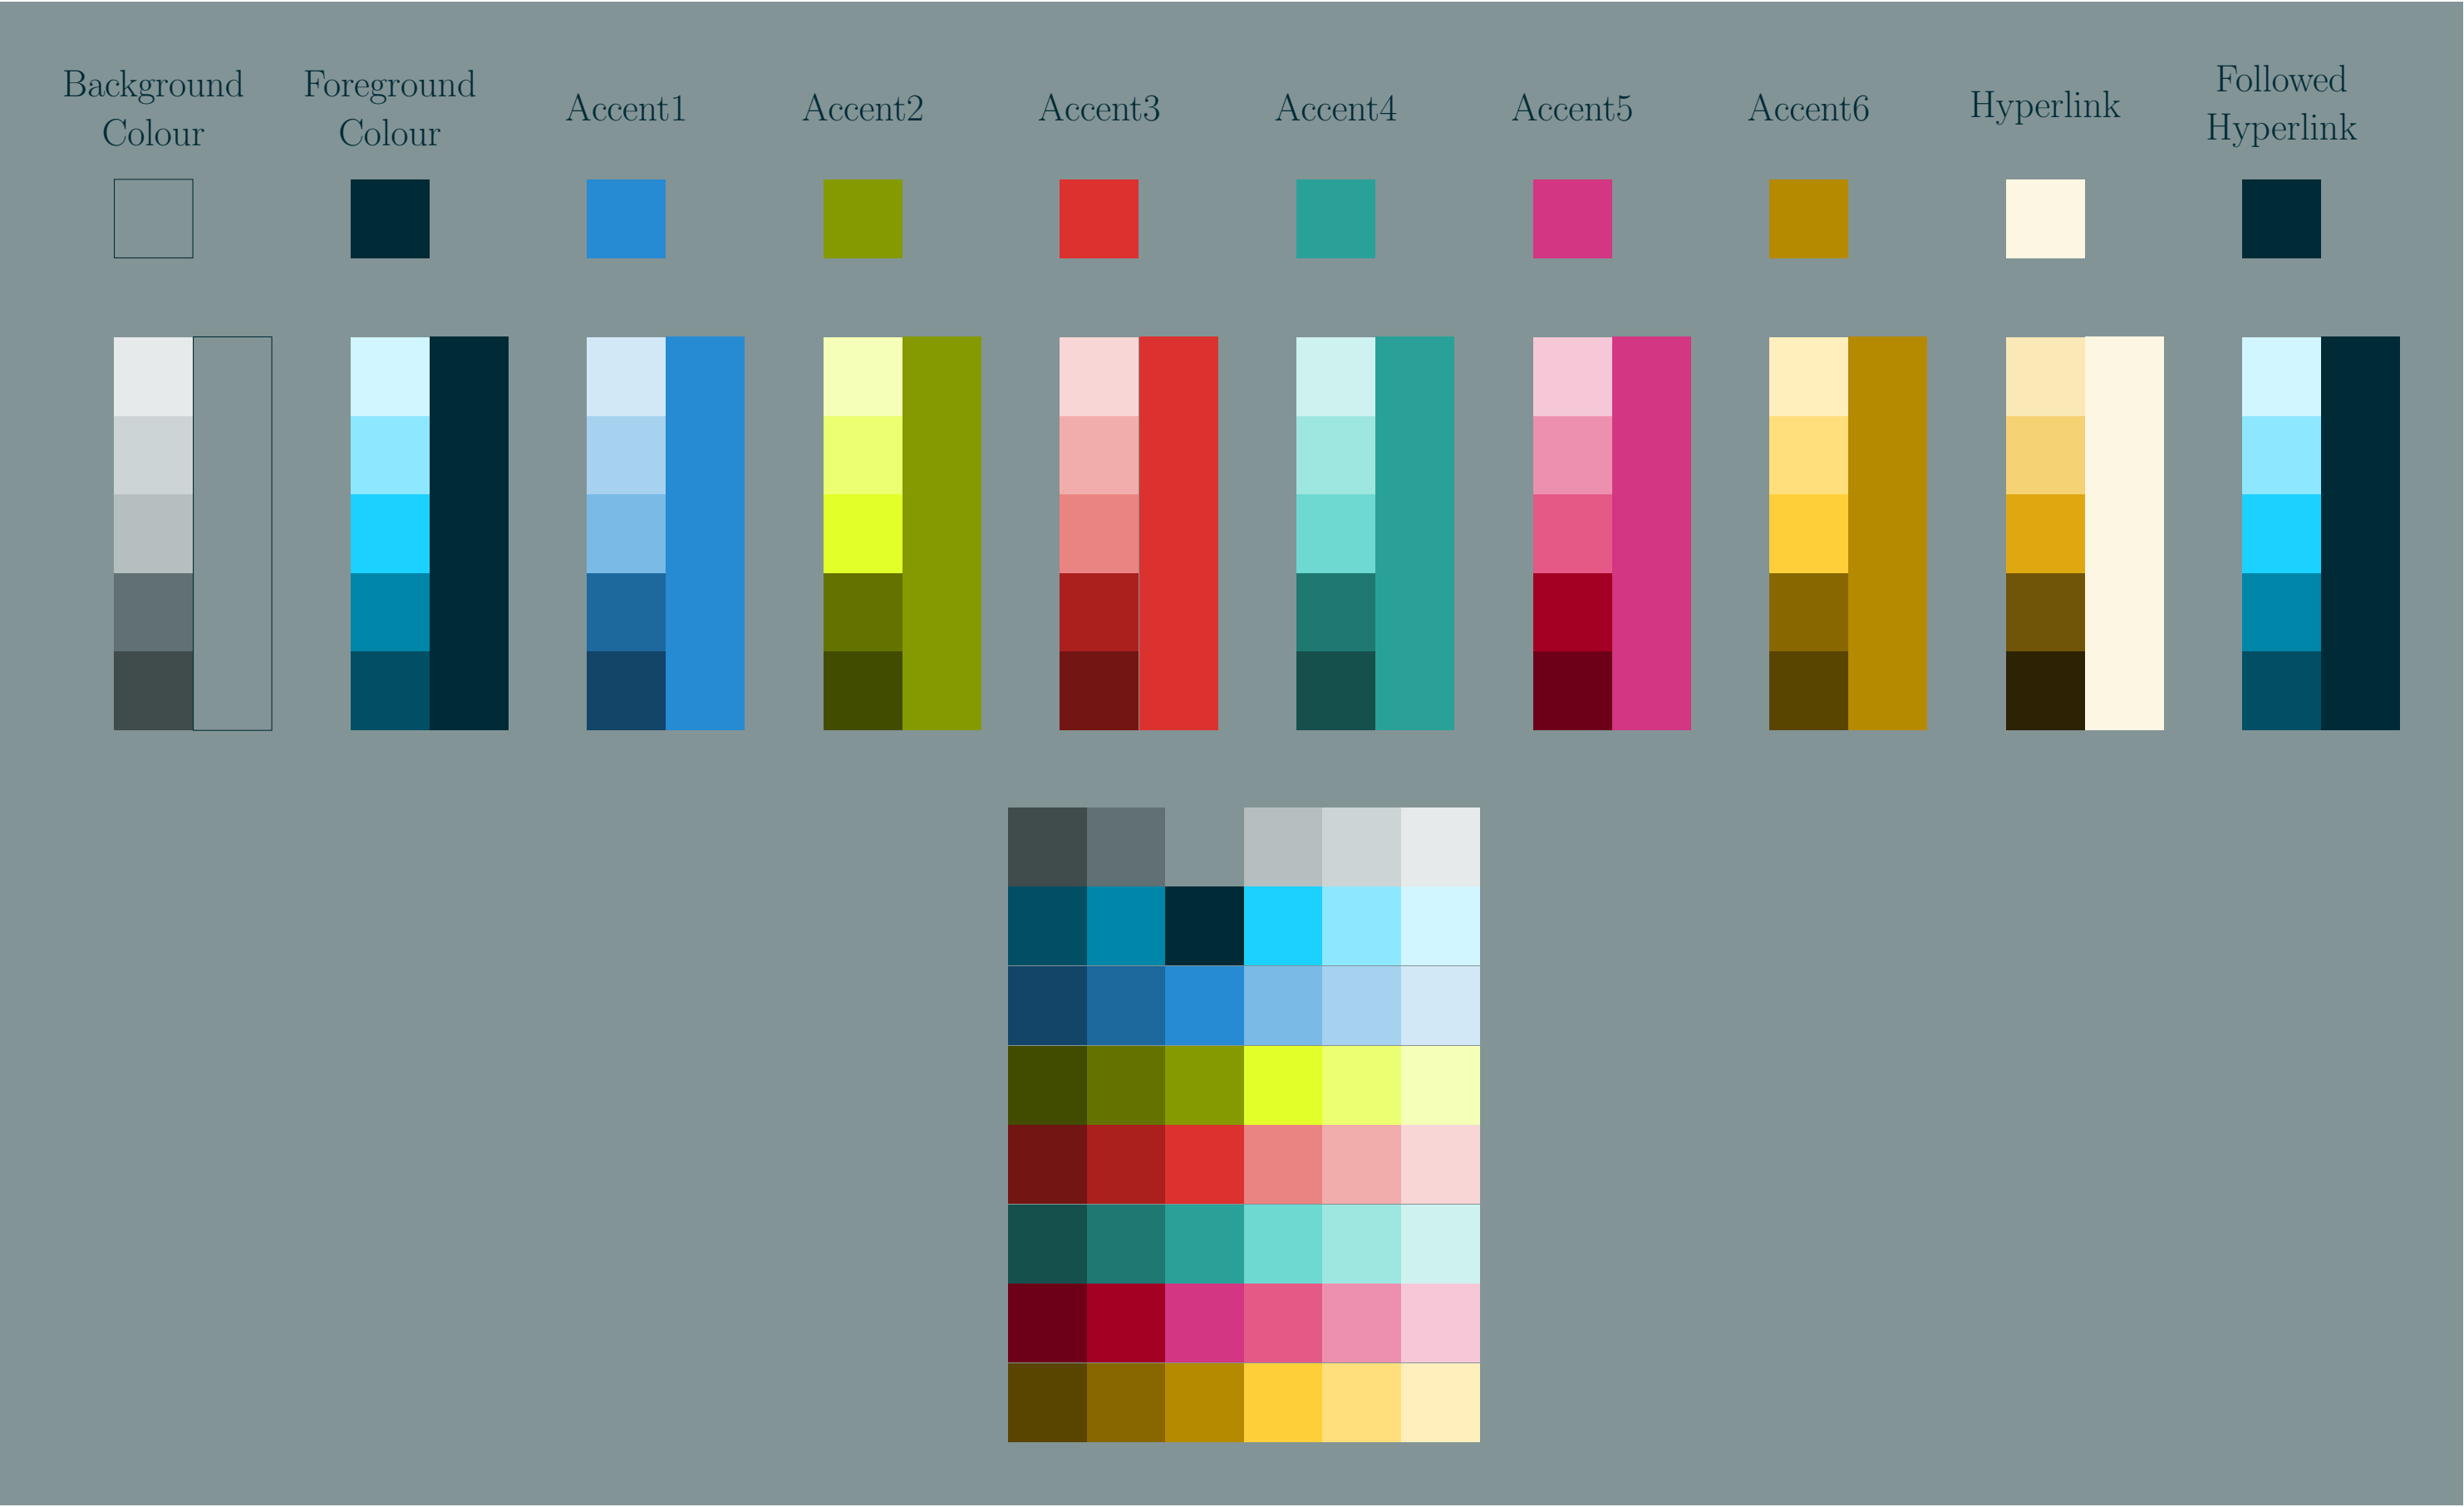 Background
Colour
Foreground
Colour
Accent1
Accent2
Accent3
Accent4
Accent5
Accent6
Hyperlink
Followed
Hyperlink